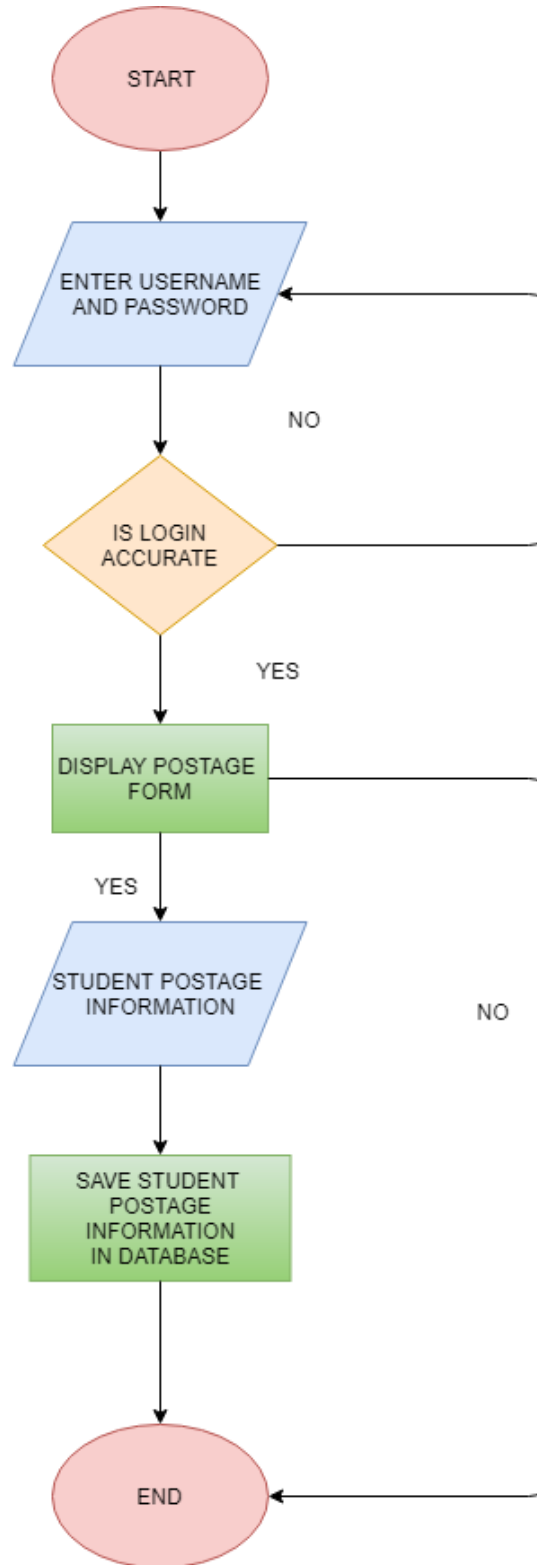 START
ENTER USERNAME
AND PASSWORD
NO
IS LOGIN
ACCURATE
YES
DISPLAY POSTAGE
FORM
YES
STUDENT POSTAGE
INFORMATION
NO
SAVE STUDENT
POSTAGE
INFORMATION
IN DATABASE
END